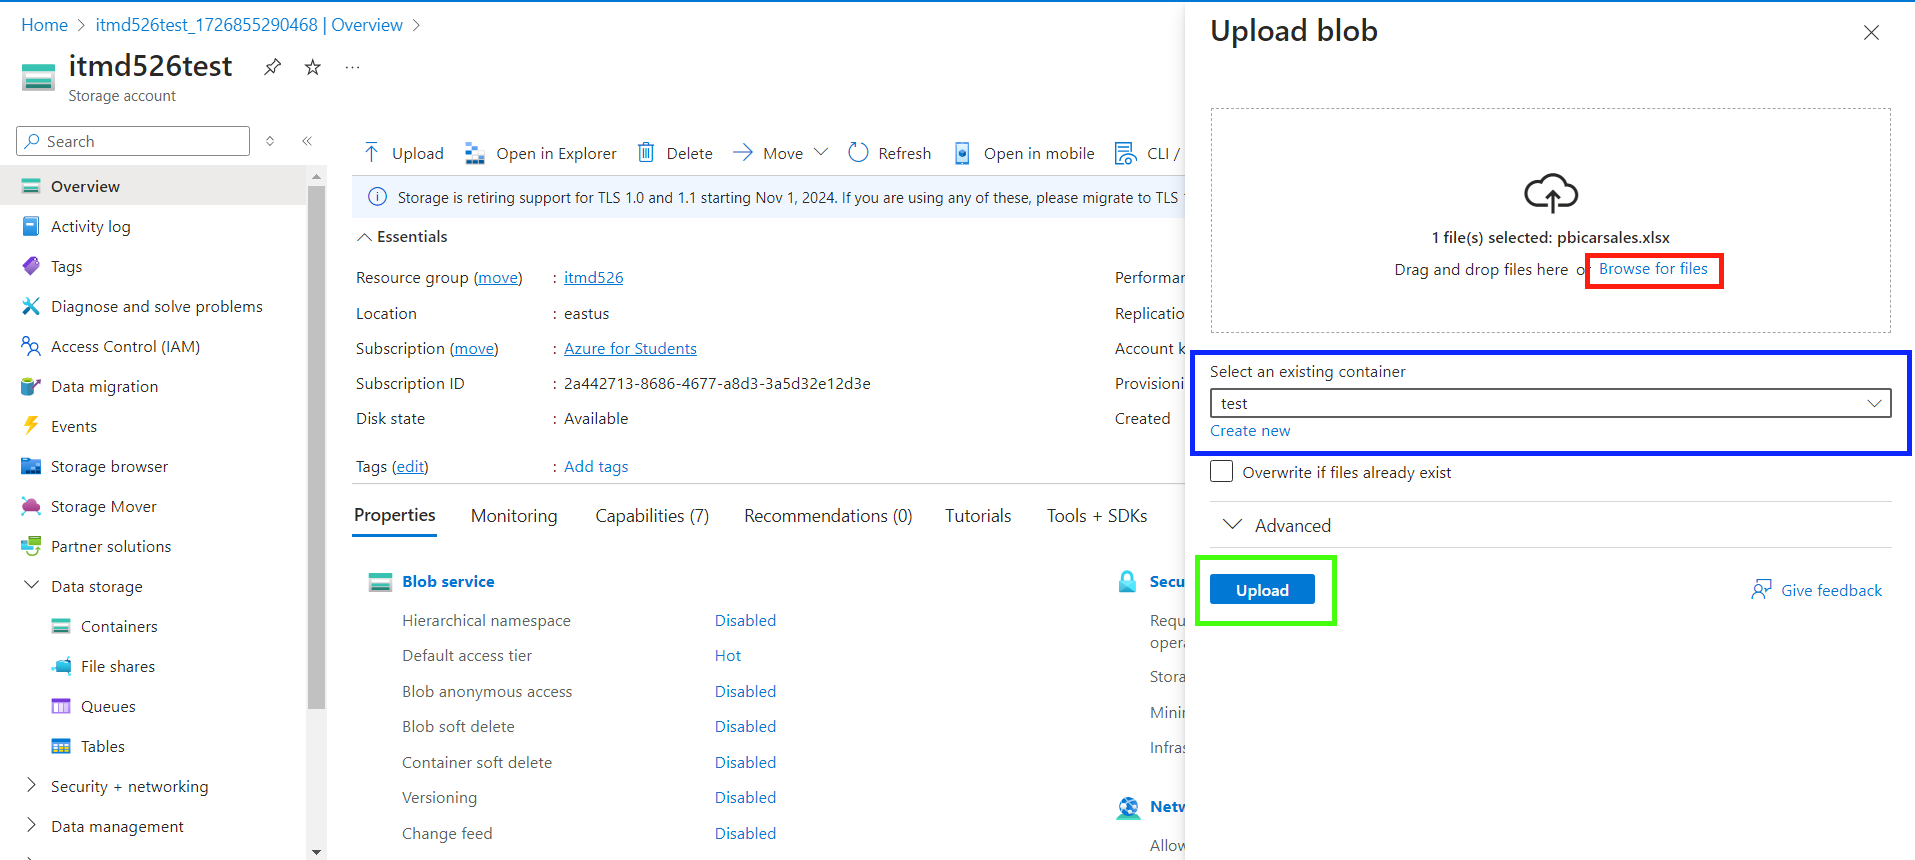 Home > itmd526test_1726855290468 | Overview >
itmd526test
Storage account
Search
Overview
Activity log
Tags
Diagnose and solve problems
Access Control (IAM)
Data migration
Events
Storage browser
Storage Mover
Partner solutions
Data storage
Containers
File shares
Queues
Tables
Security + networking
Data management
Upload Open in Explorer Delete Move Refresh Open in mobile CLI /
Storage is retiring support for TLS 1.0 and 1.1 starting Nov 1, 2024. If you are using any of these, please migrate to TLS
Essentials
Resource group (move) : itmd526
Location : eastus
Subscription (move) : Azure for Students
Subscription ID : 2a442713-8686-4677-a8d3-3a5d32e12d3e
Disk state : Available
Tags (edit) : Add tags
Performan
Replicatio
Account k
Provisioni
Created
Properties Monitoring Capabilities (7) Recommendations (0) Tutorials Tools + SDKs
Blob service
Hierarchical namespace Disabled
Default access tier Hot
Blob anonymous access Disabled
Blob soft delete Disabled
Container soft delete Disabled
Versioning Disabled
Change feed Disabled
Secu
Requ
opera
Stora
Minin
Infras
Netw
Allow
Upload blob
1 file(s) selected: pbicarsales.xlsx
Drag and drop files here or Browse for files
Select an existing container
test
Create new
Overwrite if files already exist
Advanced
Upload
Give feedback